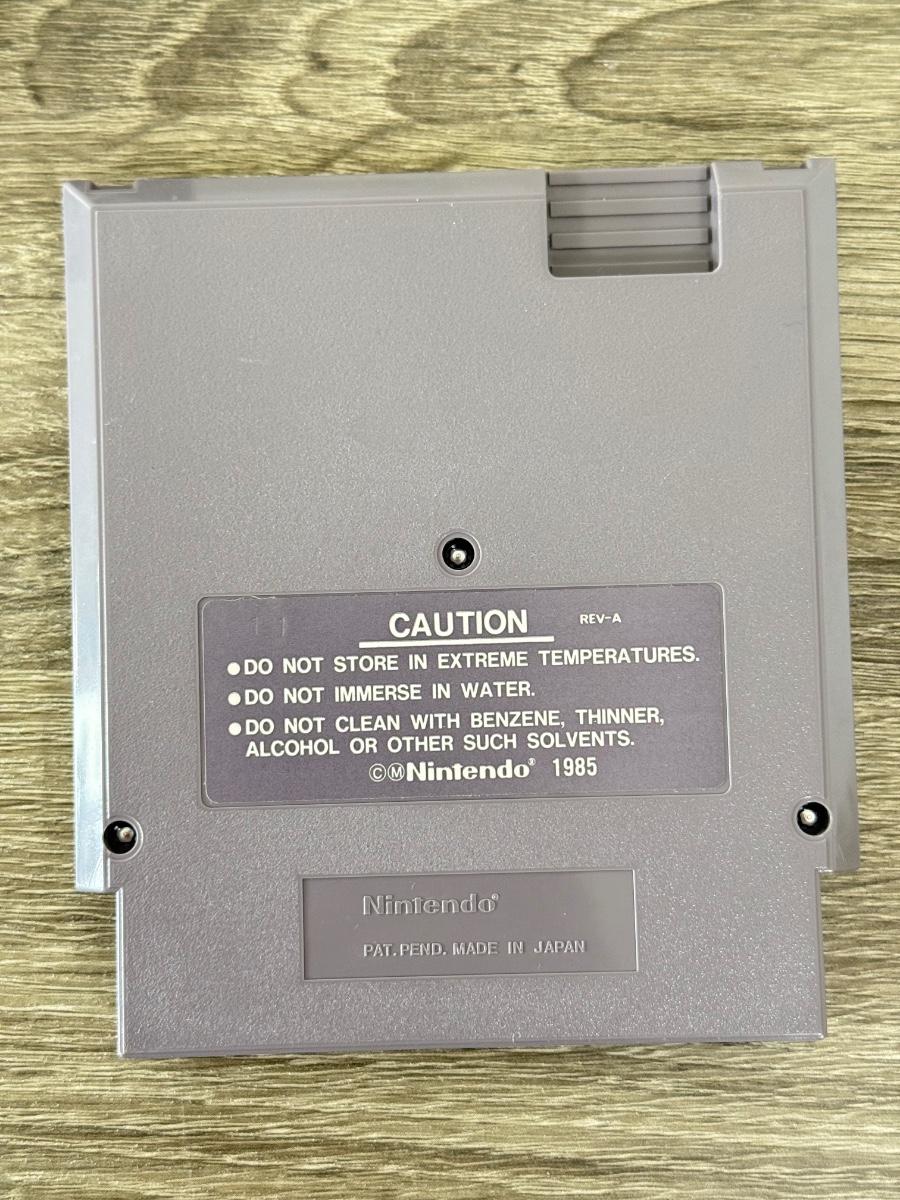 CAUTION REV-A
●DO NOT STORE IN EXTREME TEMPERATURES.
●DO NOT IMMERSE IN WATER.
●DO NOT CLEAN WITH BENZENE, THINNER,
ALCOHOL OR OTHER SUCH SOLVENTS.
©ⓂNintendo® 1985
Nintendo®
PAT. PEND. MADE IN JAPAN